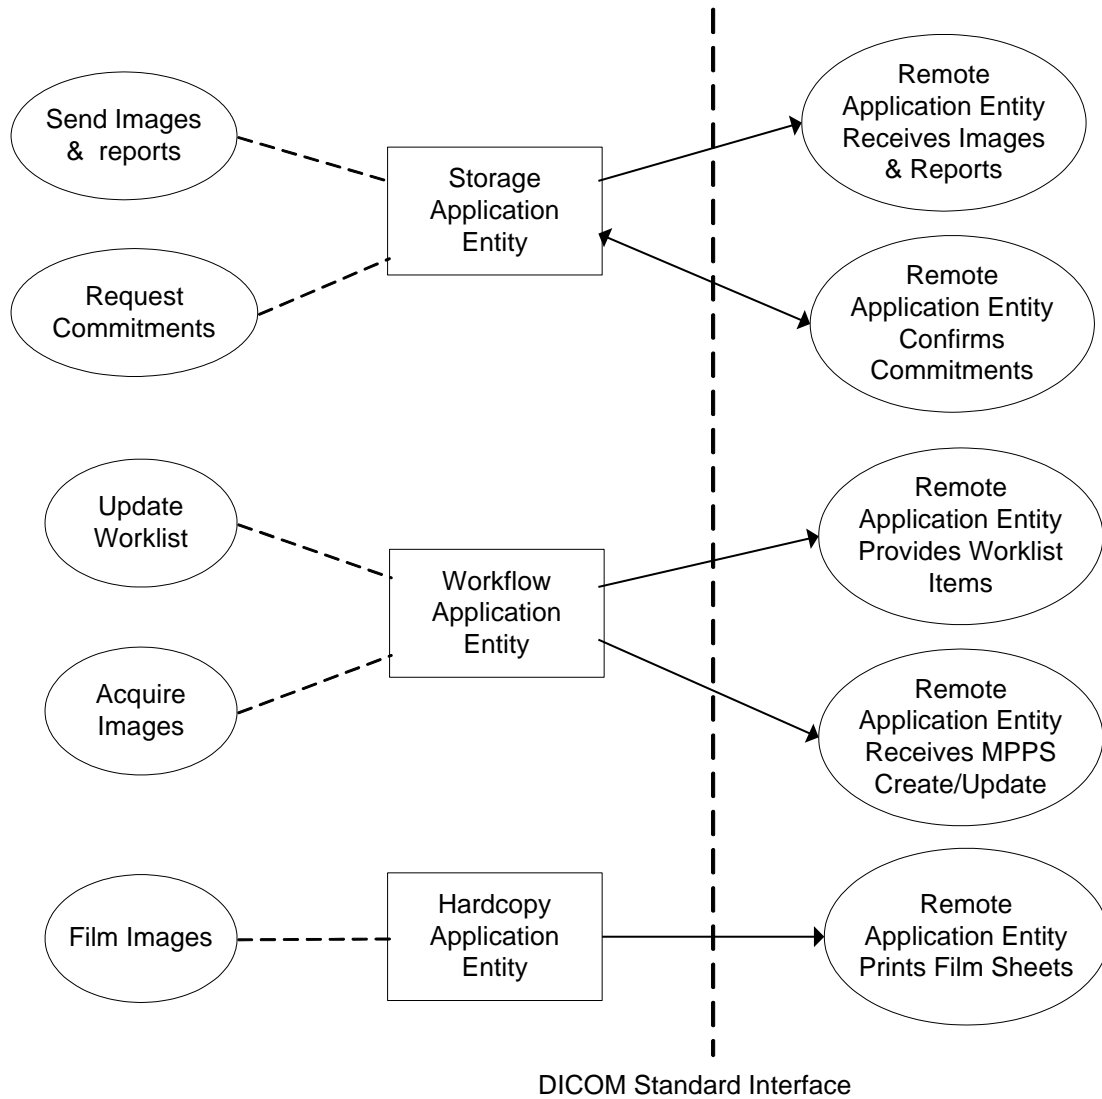 Send Images
& reports
Request
Commitments
Storage
Application
Entity
Remote
Application Entity
Receives Images
& Reports
Remote
Application Entity
Confirms
Commitments
Update
Worklist
Acquire
Images
Workflow
Application
Entity
Remote
Application Entity
Provides Worklist
Items
Remote
Application Entity
Receives MPPS
Create/Update
Film Images
Hardcopy
Application
Entity
Remote
Application Entity
Prints Film Sheets
DICOM Standard Interface